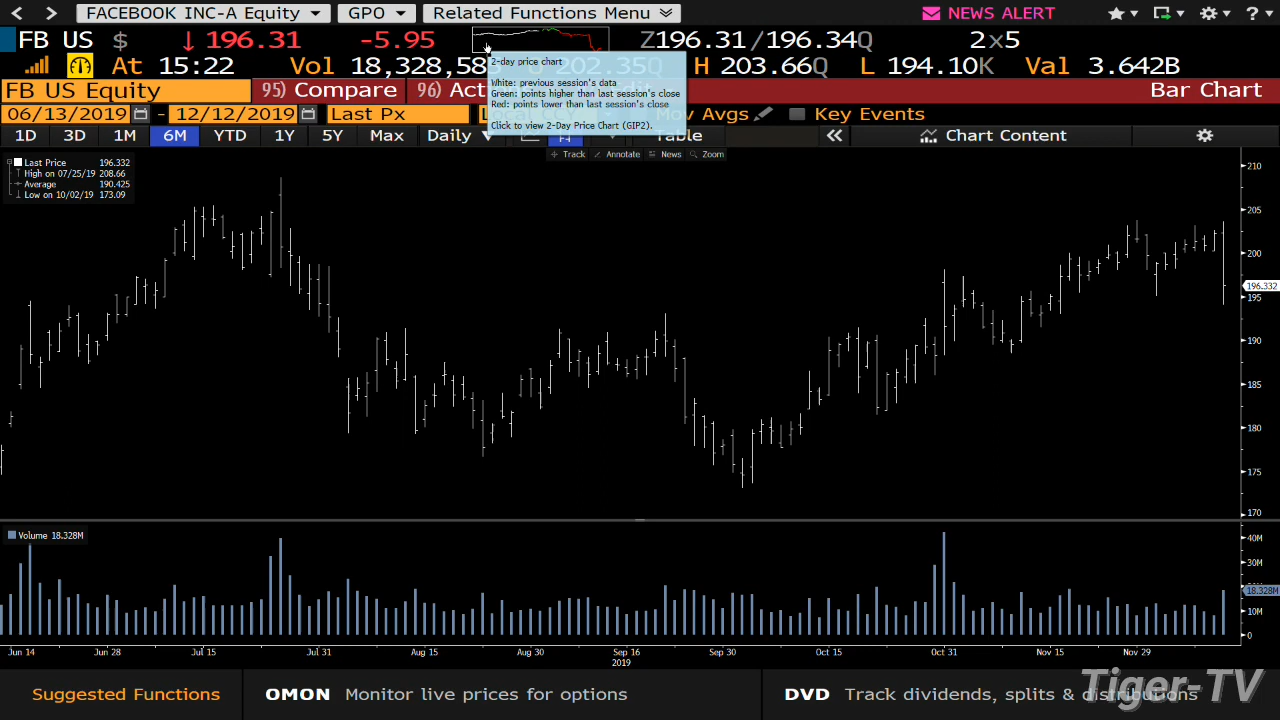 FACEBOOK INC-A Equity GPO Related Functions Menu NEWS ALERT ?
FB US $ ↓ 196.31 -5.95 Z196.31/196.34Q 2x5
At 15:22 Vol 18,328,58 O 202.35Q H 203.66Q L 194.10K Val 3.642B
FB US Equity 95) Compare 96) Act Bar Chart
06/13/2019 - 12/12/2019 Last Px Local CCY Mov Avgs Key Events
1D 3D 1M 6M YTD 1Y 5Y Max Daily Table « Chart Content
2-day price chart
White: previous session's data
Green: points higher than last session's close
Red: points lower than last session's close
Click to view 2-Day Price Chart (GIP2).
Track Annotate News Zoom
Last Price 196.332
High on 07/25/19 208.66
Average 190.425
Low on 10/02/19 173.09
210
205
200
196.332
195
190
185
180
175
170
Volume 18.328M
40M
30M
18.328M
10M
0
Jun 14 Jun 28 Jul 15 Jul 31 Aug 15 Aug 30 Sep 16 Sep 30 Oct 15 Oct 31 Nov 15 Nov 29
2019
Suggested Functions OMON Monitor live prices for options DVD Track dividends, splits & distributions
Tiger-TV